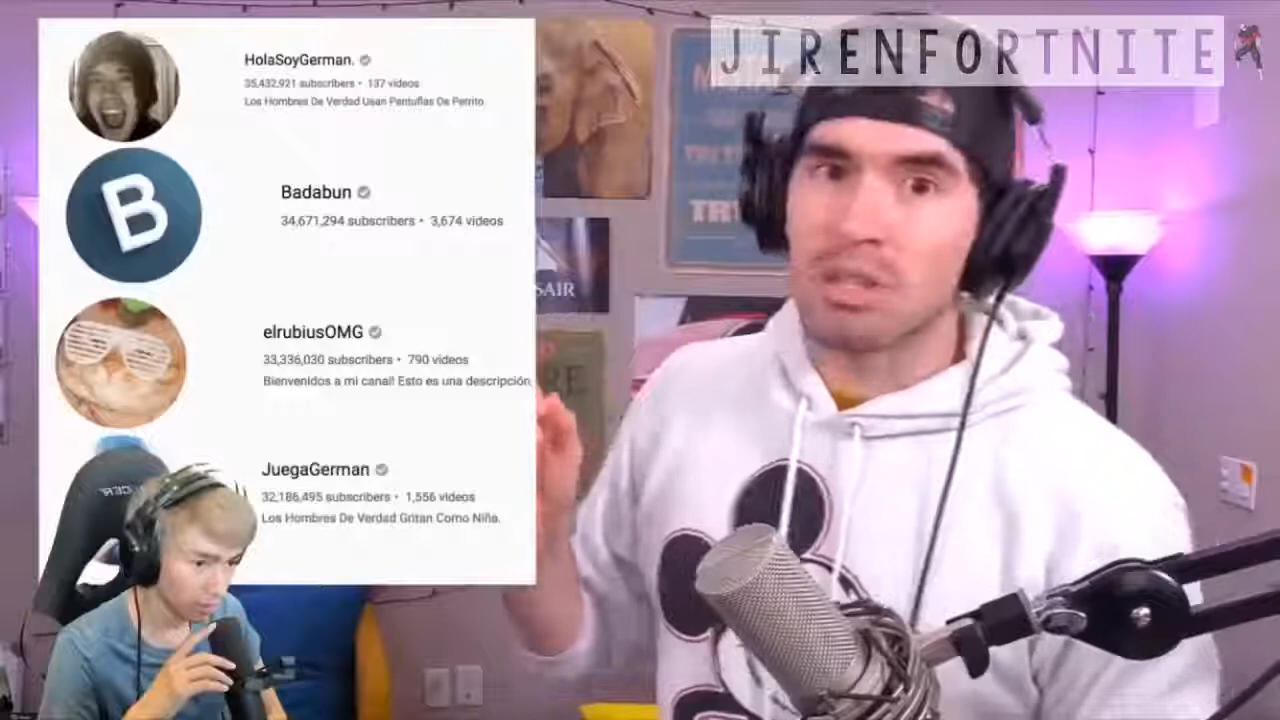 JIRENFORTNITE
HolaSoyGerman.
35,432,921 subscribers • 137 videos
Los Hombres De Verdad Usan Pantuflas De Perrito
Badabun
34,671,294 subscribers • 3,674 videos
elrubiusOMG
33,336,030 subscribers • 790 videos
Bienvenidos a mi canal! Esto es una descripción
JuegaGerman
32,186,495 subscribers • 1,556 videos
Los Hombres De Verdad Gritan Como Niña.
SAIR
TRY